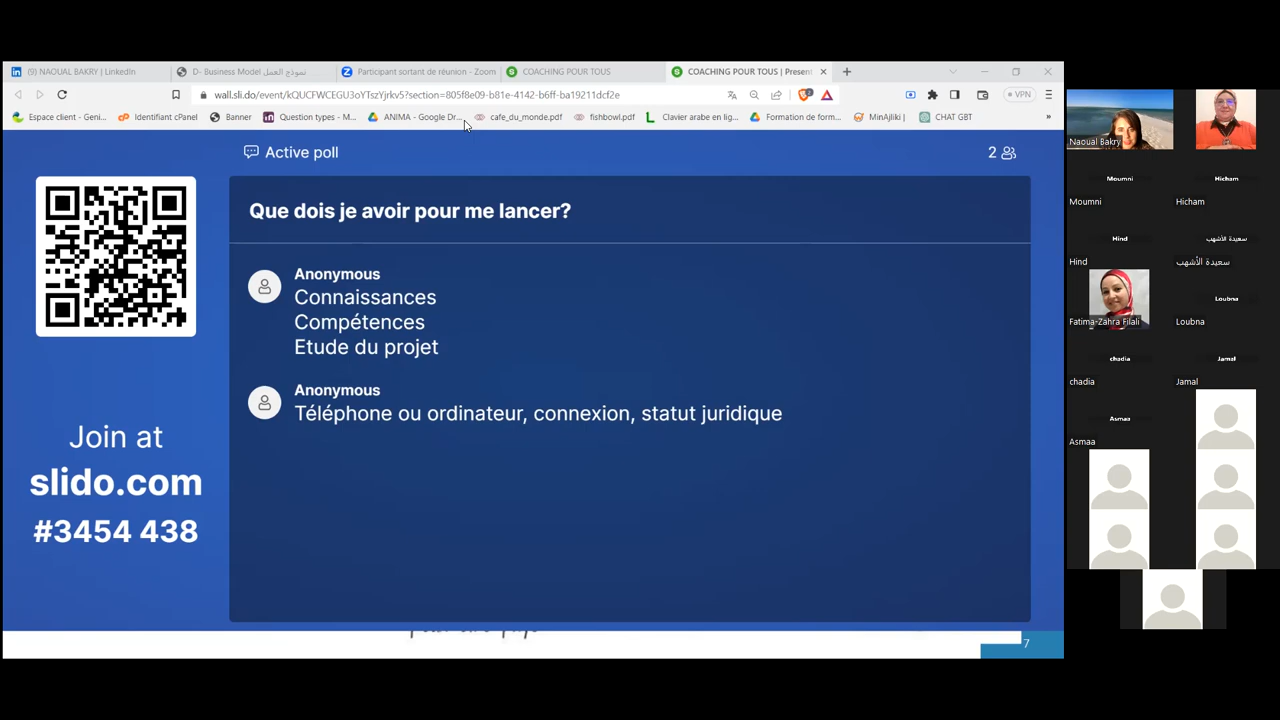 (9) NAOUAL BAKRY | LinkedIn
D- Business Model نموذج العمل
Participant sortant de réunion - Zoom
COACHING POUR TOUS
COACHING POUR TOUS | Present
wall.sli.do/event/kQUCFWCEGU3oYTszYjrkv5?section=805f8e09-b81e-4142-b6ff-ba19211dcf2e
VPN
Espace client - Geni...
Identifiant cPanel
Banner
Question types - M...
ANIMA - Google Dr...
cafe_du_monde.pdf
fishbowl.pdf
Clavier arabe en lig...
Formation de form...
MinAjliki |
CHAT GBT
»
Active poll
2
Que dois je avoir pour me lancer?
Anonymous
Connaissances
Compétences
Etude du projet
Anonymous
Téléphone ou ordinateur, connexion, statut juridique
Join at
slido.com
#3454 438
7
Naoual Bakry
Moumni
Hicham
Moumni
Hicham
Hind
سعيدة الأشهب
Hind
سعيدة الأشهب
Loubna
Fatima-Zahra Filali
Loubna
chadia
Jamal
chadia
Jamal
Asmaa
Asmaa